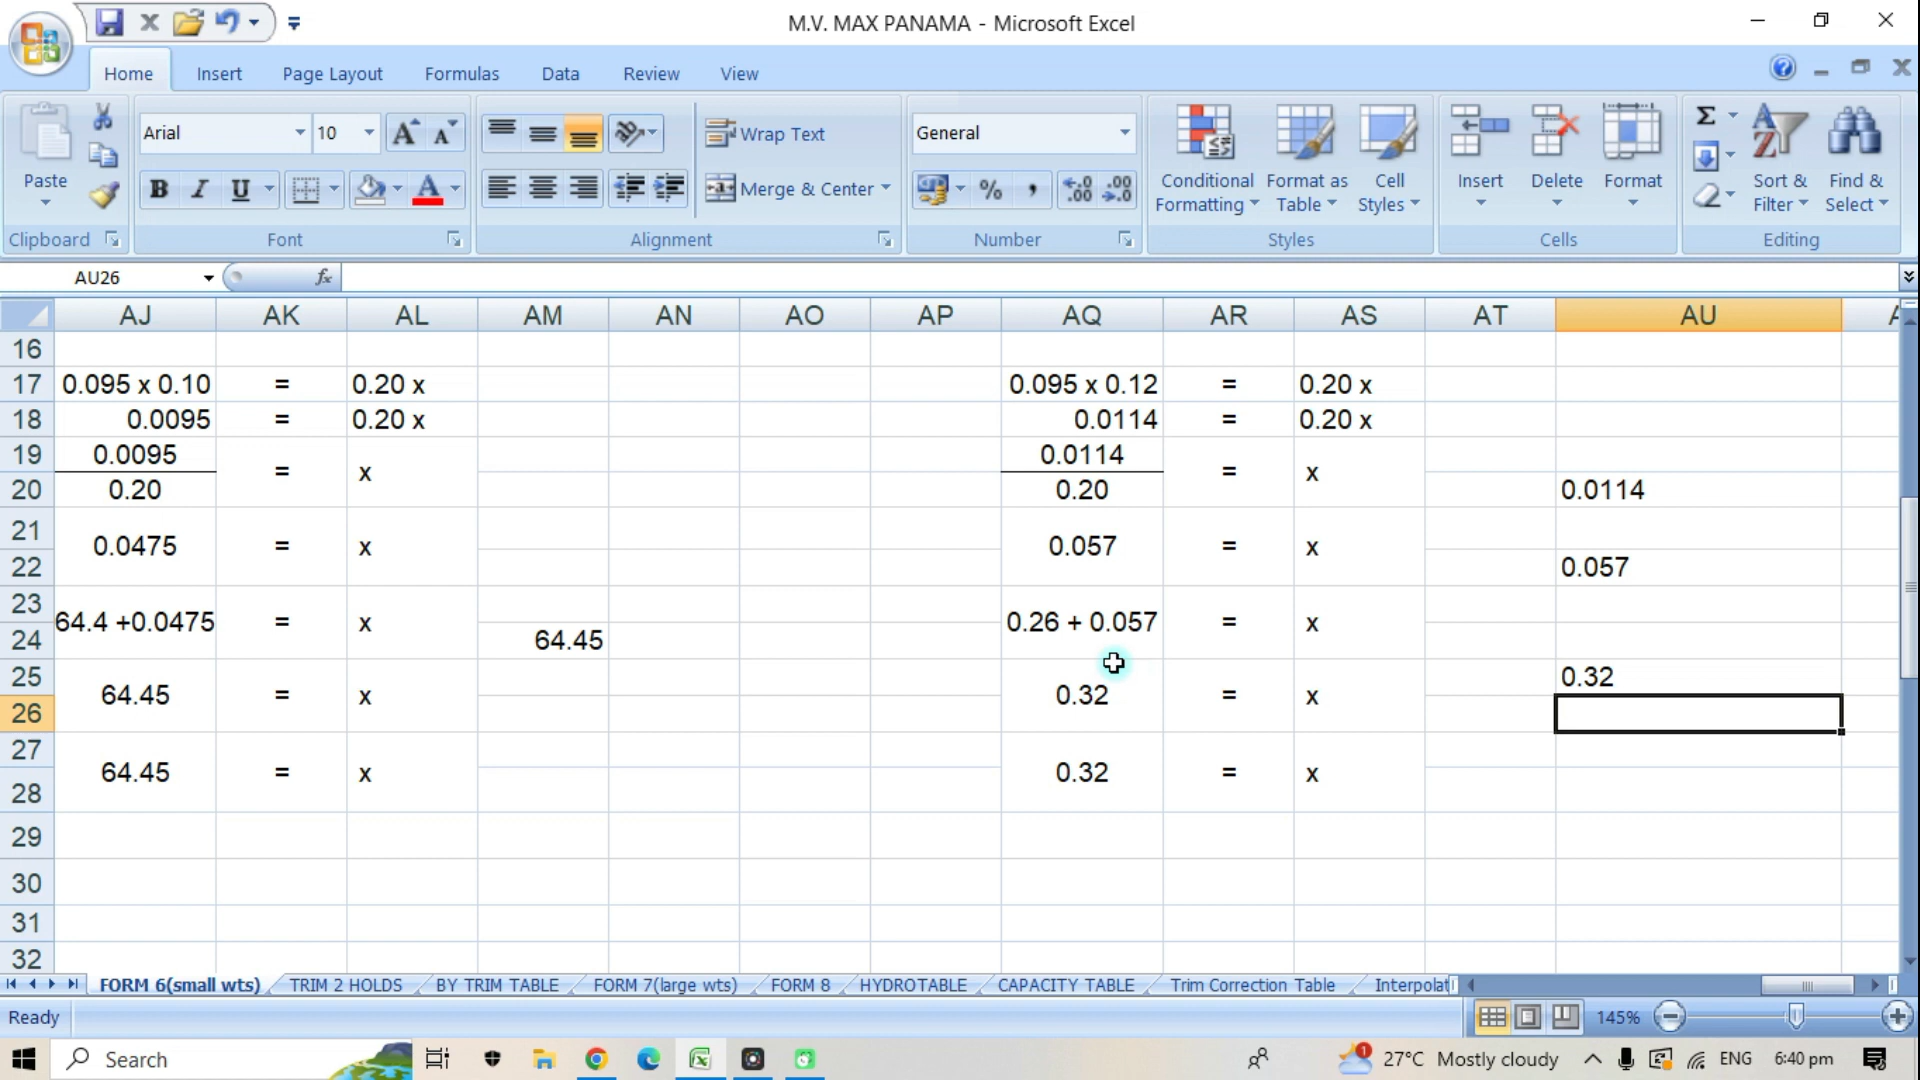 M.V. MAX PANAMA - Microsoft Excel
Home Insert Page Layout Formulas Data Review View
Paste
Clipboard
Arial 10
B I U
Font
Wrap Text
Merge & Center
Alignment
General
% ,
Number
Conditional Formatting
Format as Table
Cell Styles
Styles
Insert
Delete
Format
Cells
Sort & Filter
Find & Select
Editing
AU26 fx
AJ AK AL AM AN AO AP AQ AR AS AT AU
16
17 0.095 x 0.10 = 0.20 x 0.095 x 0.12 = 0.20 x
18 0.0095 = 0.20 x 0.0114 = 0.20 x
19 0.0095 = x 0.0114 = x
20 0.20 0.20 0.0114
21 0.0475 = x 0.057 = x
22 0.057
23 64.4 +0.0475 = x 0.26 + 0.057 = x
24 64.45
25 64.45 = x 0.32 = x 0.32
26
27 64.45 = x 0.32 = x
28
29
30
31
32
FORM 6(small wts) TRIM 2 HOLDS BY TRIM TABLE FORM 7(large wts) FORM 8 HYDROTABLE CAPACITY TABLE Trim Correction Table Interpolat
Ready 145%
Search 27°C Mostly cloudy ENG 6:40 pm